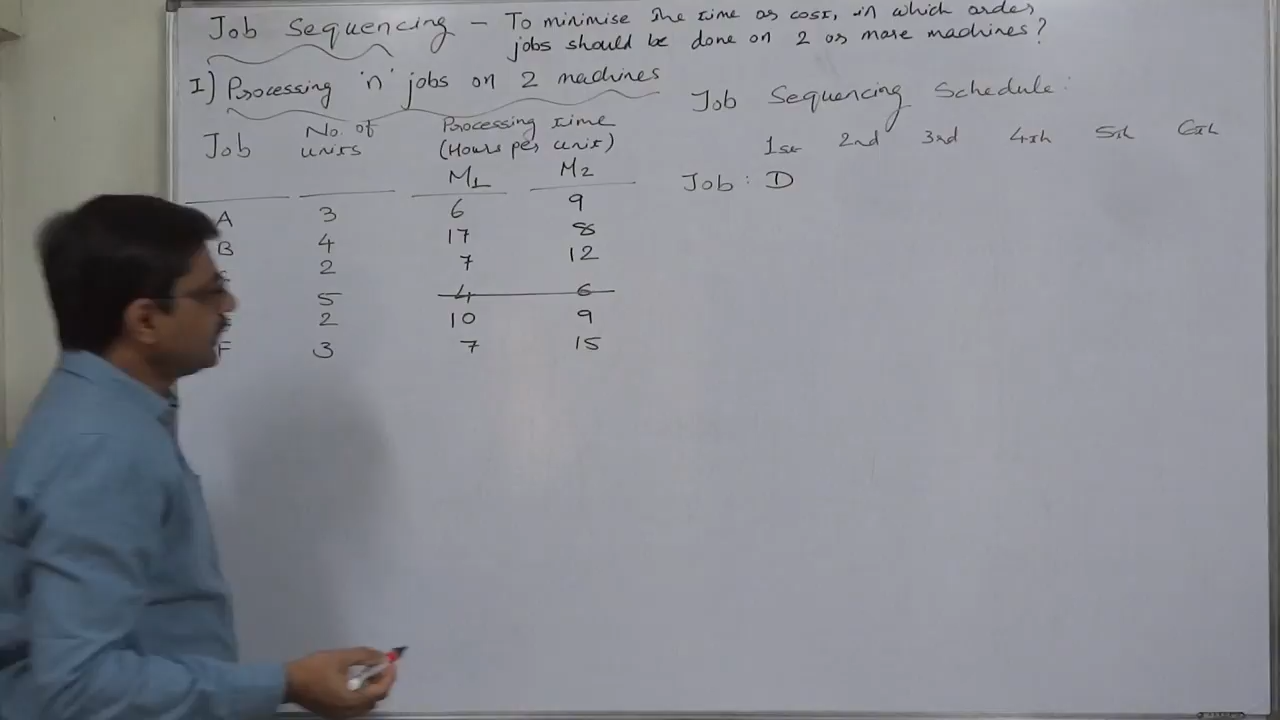 Job Sequencing - To minimise the time or cost, in which order
jobs should be done on 2 or more machines?
I) Processing 'n' jobs on 2 machines
Job No. of units Processing time (Hours per unit)
M1 M2
A 3 6 9
B 4 17 8
2 7 12
5 4 6
2 10 9
F 3 7 15
Job Sequencing Schedule:
1st 2nd 3rd 4th 5th 6th
Job: D